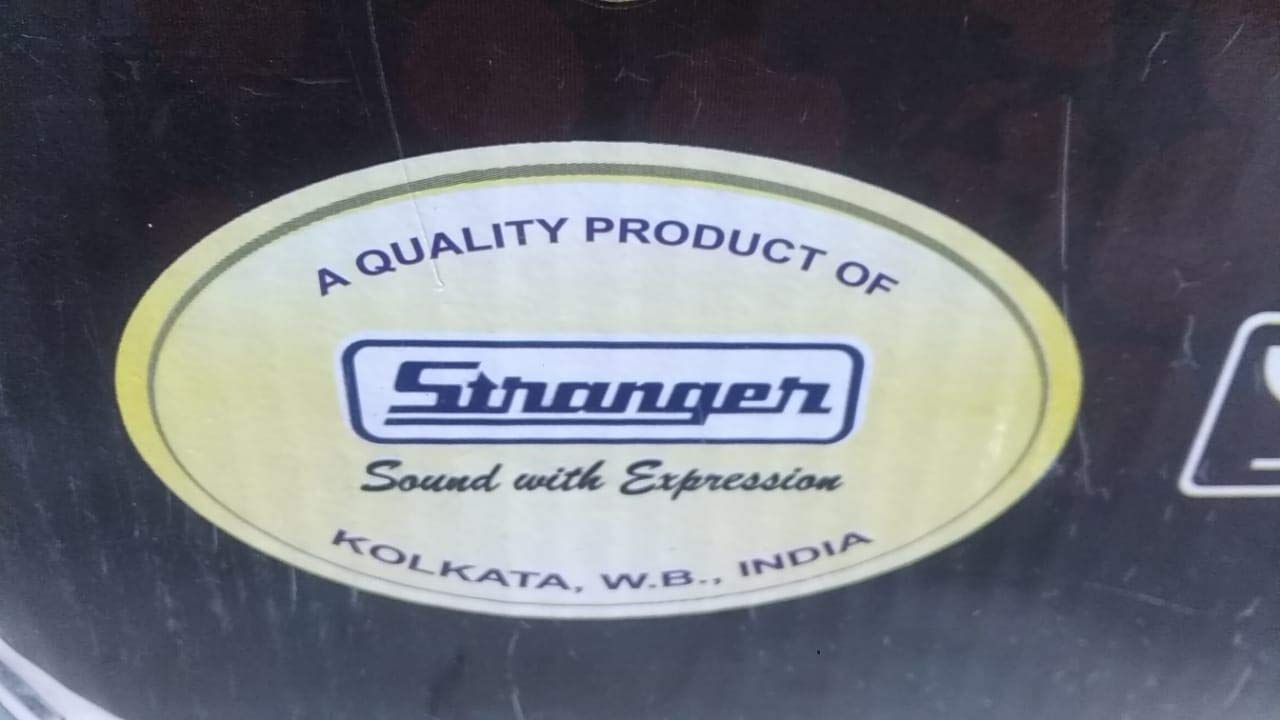 A QUALITY PRODUCT OF
Stranger
Sound with Expression
KOLKATA, W.B., INDIA